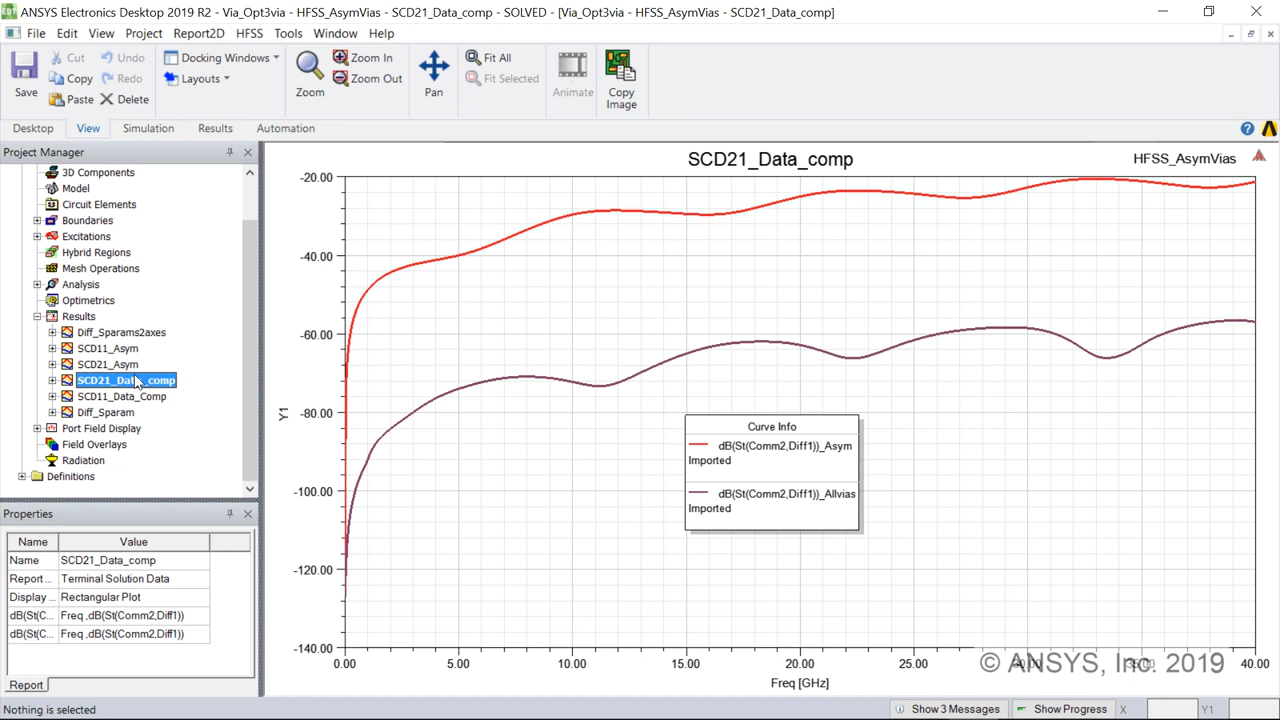 ANSYS Electronics Desktop 2019 R2 - Via_Opt3via - HFSS_AsymVias - SCD21_Data_comp - SOLVED - [Via_Opt3via - HFSS_AsymVias - SCD21_Data_comp]
File Edit View Project Report2D HFSS Tools Window Help
Save
Cut Undo
Copy Redo
Paste Delete
Docking Windows
Layouts
Zoom
Zoom In
Zoom Out
Pan
Fit All
Fit Selected
Animate
Copy
Image
Desktop View Simulation Results Automation
Project Manager
3D Components
Model
Circuit Elements
Boundaries
Excitations
Hybrid Regions
Mesh Operations
Analysis
Optimetrics
Results
Diff_Sparams2axes
SCD11_Asym
SCD21_Asym
SCD21_Data_comp
SCD11_Data_Comp
Diff_Sparam
Port Field Display
Field Overlays
Radiation
Definitions
Properties
Name Value
Name SCD21_Data_comp
Report... Terminal Solution Data
Display ... Rectangular Plot
dB(St(C... Freq ,dB(St(Comm2,Diff1))
dB(St(C... Freq ,dB(St(Comm2,Diff1))
Report
SCD21_Data_comp
HFSS_AsymVias
-20.00
-40.00
-60.00
-80.00
-100.00
-120.00
-140.00
Y1
Curve Info
dB(St(Comm2,Diff1))_Asym
Imported
dB(St(Comm2,Diff1))_Allvias
Imported
0.00 5.00 10.00 15.00 20.00 25.00 30.00 35.00 40.00
Freq [GHz]
© ANSYS, Inc. 2019
Nothing is selected
Show 3 Messages Show Progress X Y1